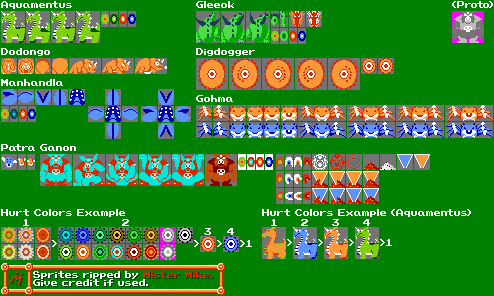 Aquamentus
Gleeok
(Proto)
Dodongo
Digdogger
Manhandla
Gohma
Patra Ganon
Hurt Colors Example
1 2 3 4
>1
Hurt Colors Example (Aquamentus)
1 2 3 4
>1
Sprites ripped by Mister Mike.
Give credit if used.